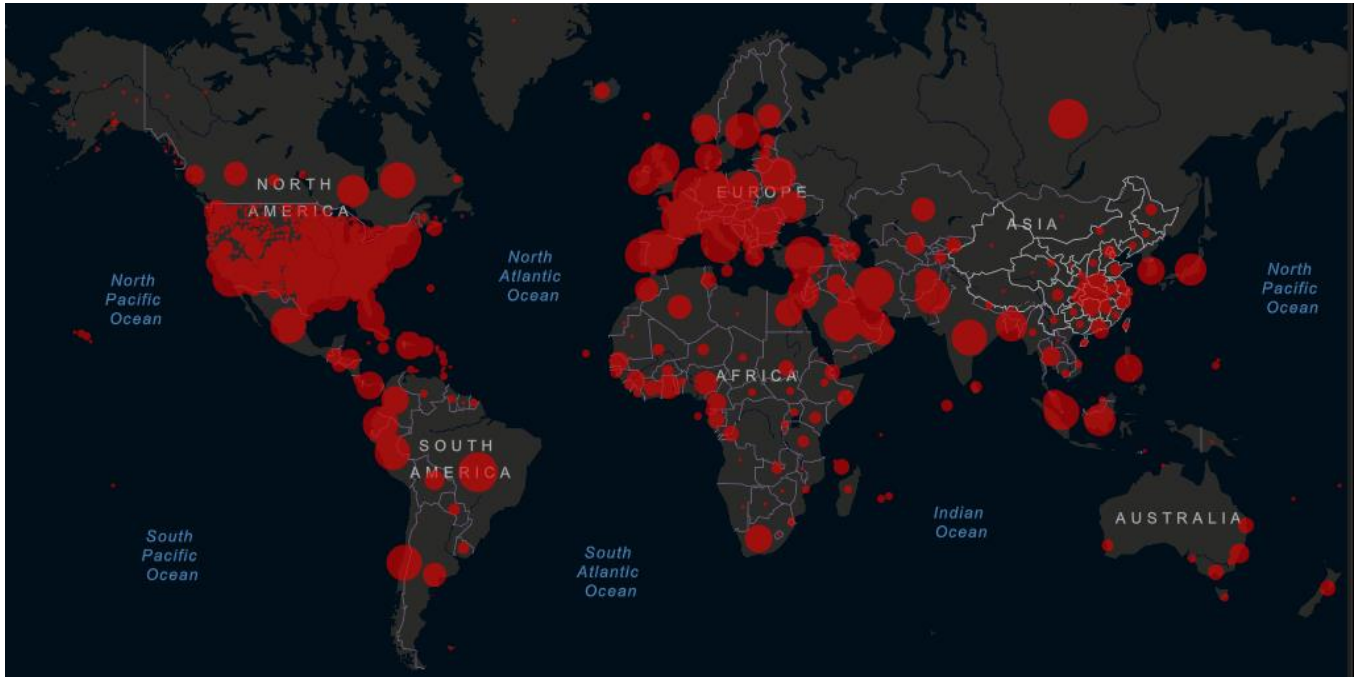 NORTH
AMERICA
EUROPE
ASIA
North
Pacific
Ocean
North
Atlantic
Ocean
North
Pacific
Ocean
AFRICA
SOUTH
AMERICA
South
Pacific
Ocean
South
Atlantic
Ocean
Indian
Ocean
AUSTRALIA